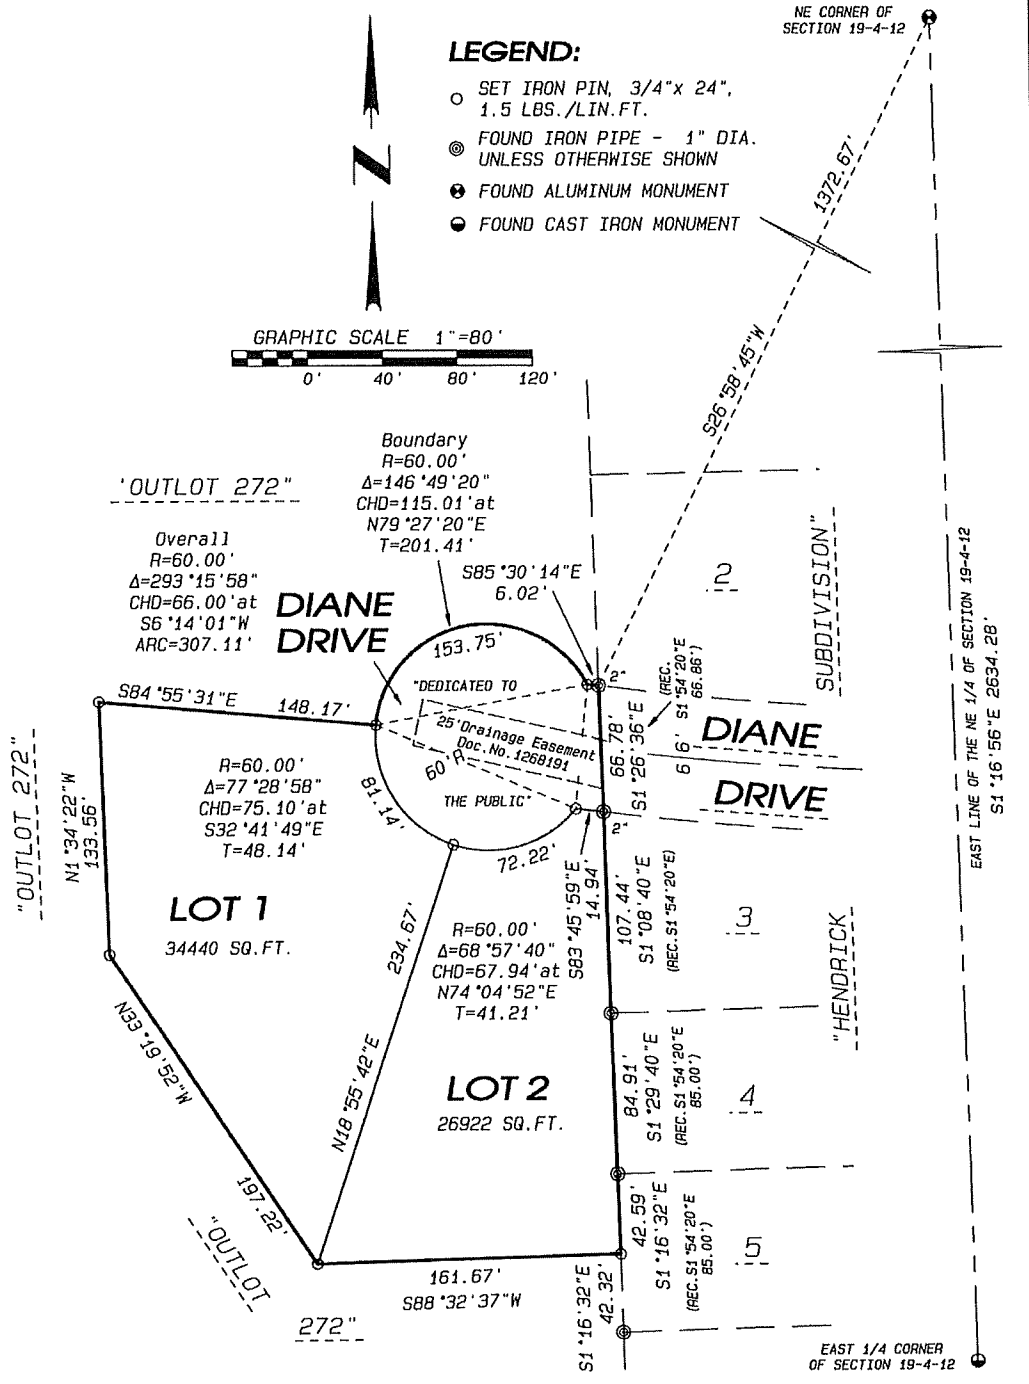 NE CORNER OF
SECTION 19-4-12
LEGEND:
SET IRON PIN, 3/4"x 24",
1.5 LBS./LIN.FT.
FOUND IRON PIPE - 1" DIA.
UNLESS OTHERWISE SHOWN
FOUND ALUMINUM MONUMENT
FOUND CAST IRON MONUMENT
N
1372.67'
S26°58'45"W
GRAPHIC SCALE 1"=80'
0' 40' 80' 120'
Boundary
R=60.00'
Δ=146°49'20"
CHD=115.01'at
N79°27'20"E
T=201.41'
'OUTLOT 272"
Overall
R=60.00'
Δ=293°15'58"
CHD=66.00'at
S6°14'01"W
ARC=307.11'
DIANE
DRIVE
S85°30'14"E
6.02'
153.75'
2
SUBDIVISION"
EAST LINE OF THE NE 1/4 OF SECTION 19-4-12
S1°16'56"E 2634.28'
S84°55'31"E 148.17'
"DEDICATED TO
25'Drainage Easement
Doc.No.1268191
60'R
THE PUBLIC"
2"
(REC.
S1°54'20"E
66.86')
66.78'
S1°26'36"E
66'
DIANE
DRIVE
2"
"OUTLOT 272"
N1°34'22"W
133.56'
R=60.00'
Δ=77°28'58"
CHD=75.10'at
S32°41'49"E
T=48.14'
81.14'
72.22'
S83°45'59"E
14.94'
107.44'
S1°08'40"E
(REC.S1°54'20"E)
3
"HENDRICK
LOT 1
34440 SQ.FT.
234.67'
N18°55'42"E
R=60.00'
Δ=68°57'40"
CHD=67.94'at
N74°04'52"E
T=41.21'
N33°19'52"W
197.22'
LOT 2
26922 SQ.FT.
84.91'
S1°29'40"E
(REC.S1°54'20"E
85.00')
4
42.59'
S1°16'32"E
(REC.S1°54'20"E
85.00')
5
"OUTLOT
272"
161.67'
S88°32'37"W
S1°16'32"E
42.32'
EAST 1/4 CORNER
OF SECTION 19-4-12